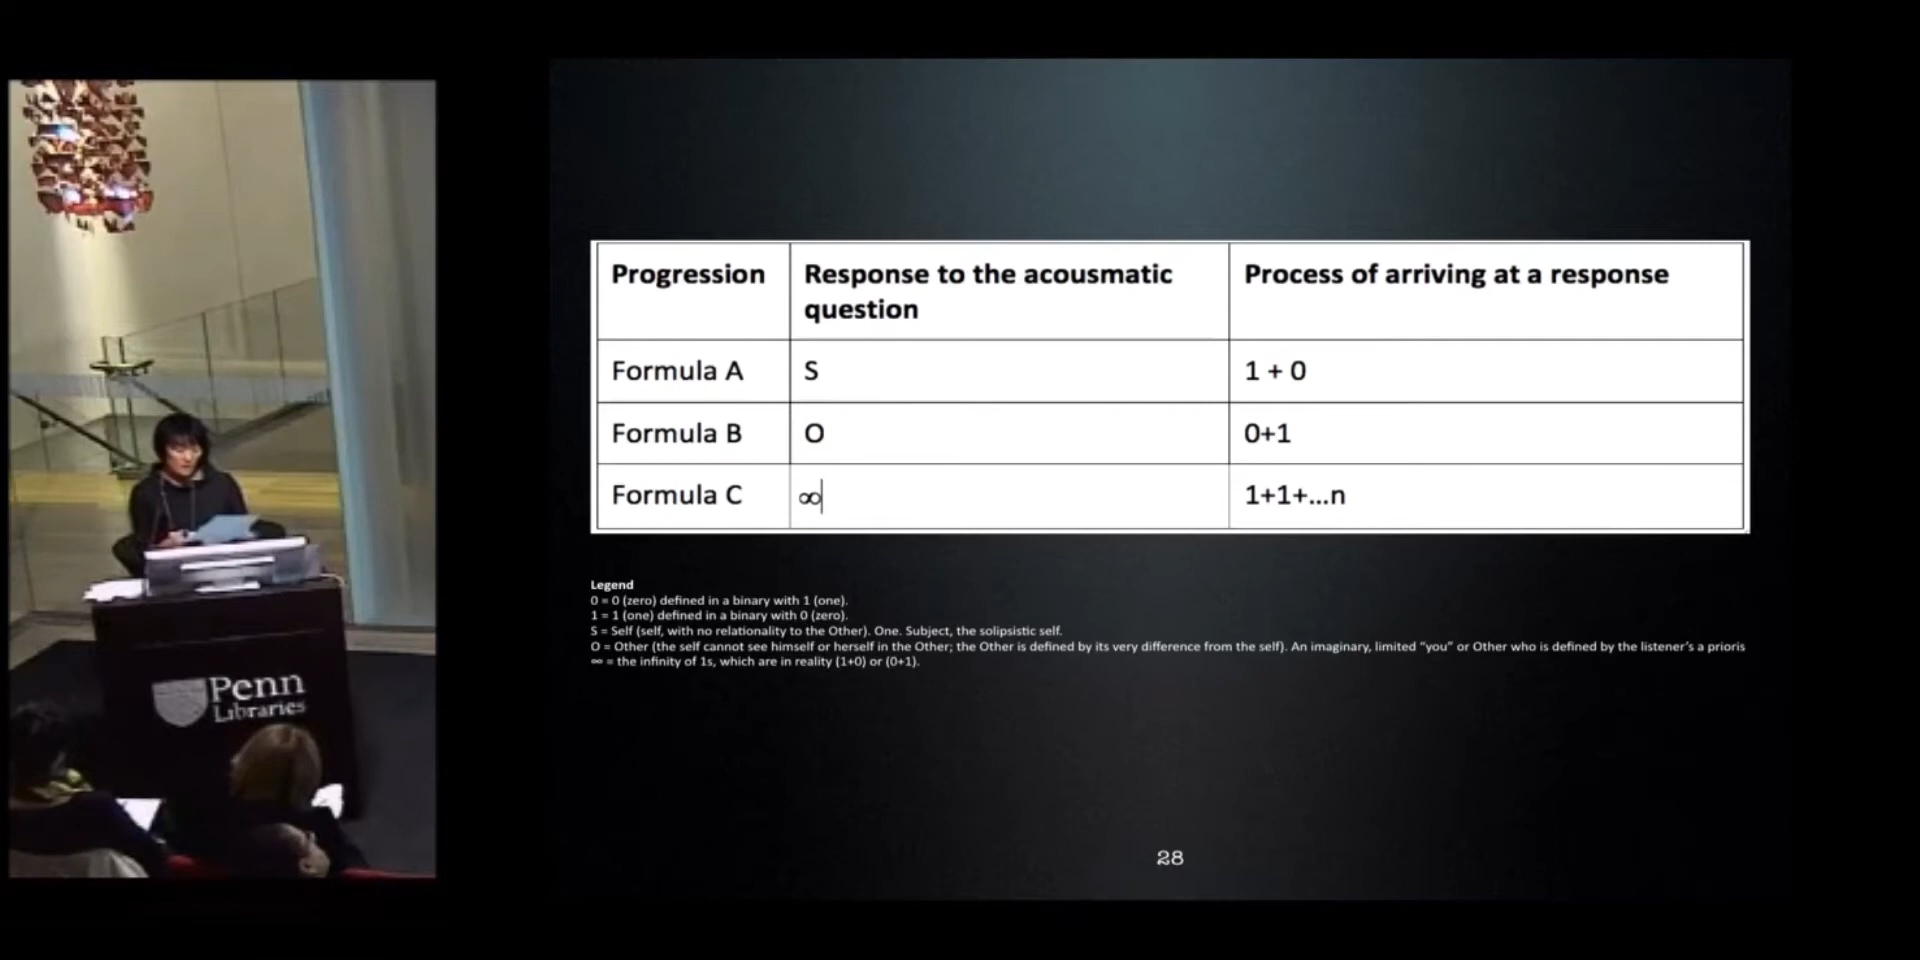 Progression Response to the acousmatic question Process of arriving at a response
Formula A S 1 + 0
Formula B O 0+1
Formula C ∞ 1+1+...n
Legend
0 = 0 (zero) defined in a binary with 1 (one).
1 = 1 (one) defined in a binary with 0 (zero).
S = Self (self, with no relationality to the Other). One. Subject, the solipsistic self.
O = Other (the self cannot see himself or herself in the Other; the Other is defined by its very difference from the self). An imaginary, limited “you” or Other who is defined by the listener’s a prioris
∞ = the infinity of 1s, which are in reality (1+0) or (0+1).
Penn
Libraries
28